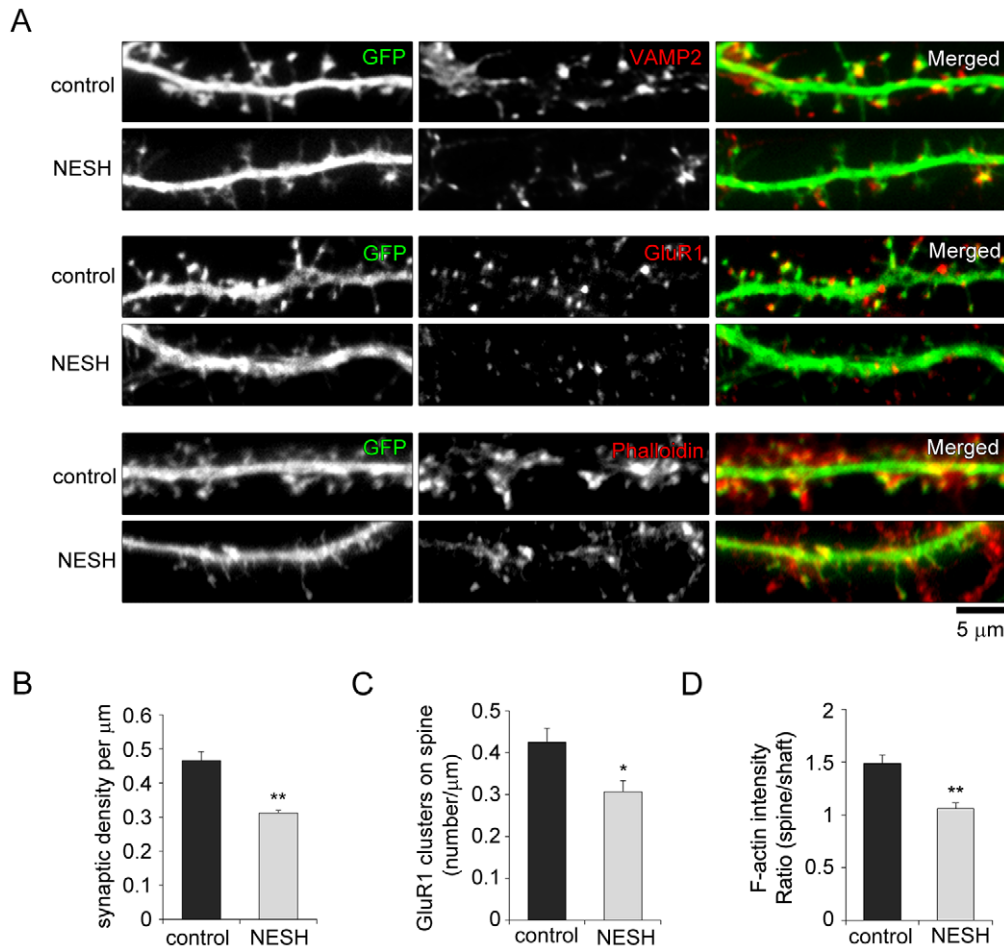 A
control GFP VAMP2 Merged
NESH
control GFP GluR1 Merged
NESH
control GFP Phalloidin Merged
NESH
5 μm
B
synaptic density per μm
0.6
0.5
0.4
0.3
0.2
0.1
0
**
control NESH
C
GluR1 clusters on spine
(number/μm)
0.5
0.4
0.3
0.2
0.1
0
*
control NESH
D
F-actin intensity
Ratio (spine/shaft)
2
1.5
1
0.5
0
**
control NESH